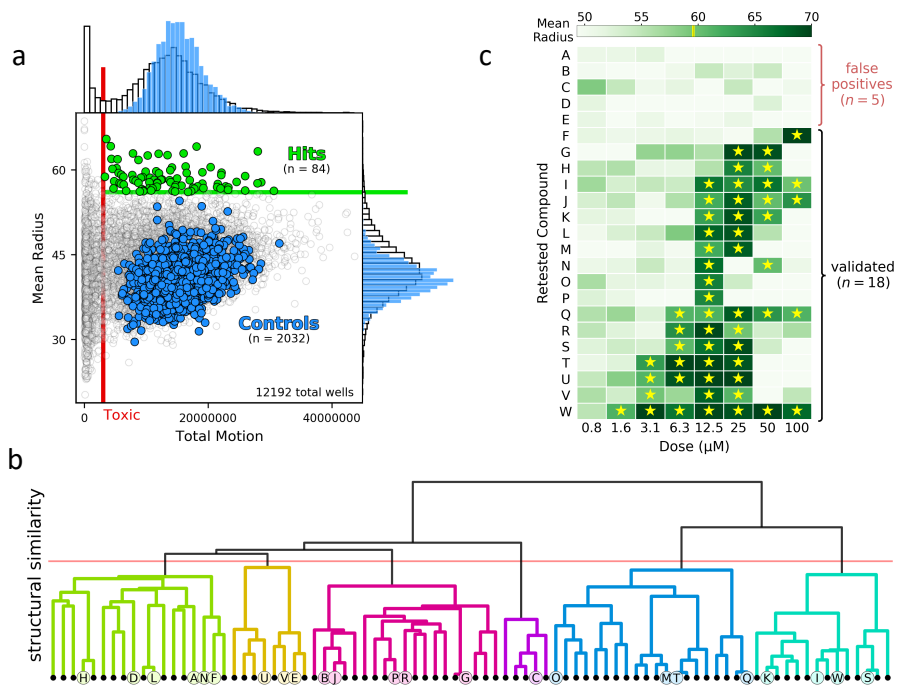 a
Mean Radius
60
45
30
Hits
(n = 84)
Controls
(n = 2032)
12192 total wells
0
20000000
40000000
Toxic
Total Motion
c
Mean
Radius
50 55 60 65 70
Retested Compound
A
B
C
D
E
F
G
H
I
J
K
L
M
N
O
P
Q
R
S
T
U
V
W
0.8 1.6 3.1 6.3 12.5 25 50 100
Dose (μM)
false
positives
(n = 5)
validated
(n = 18)
b
structural similarity
H D L A N F U V E B J P R G C O M T Q K I W S